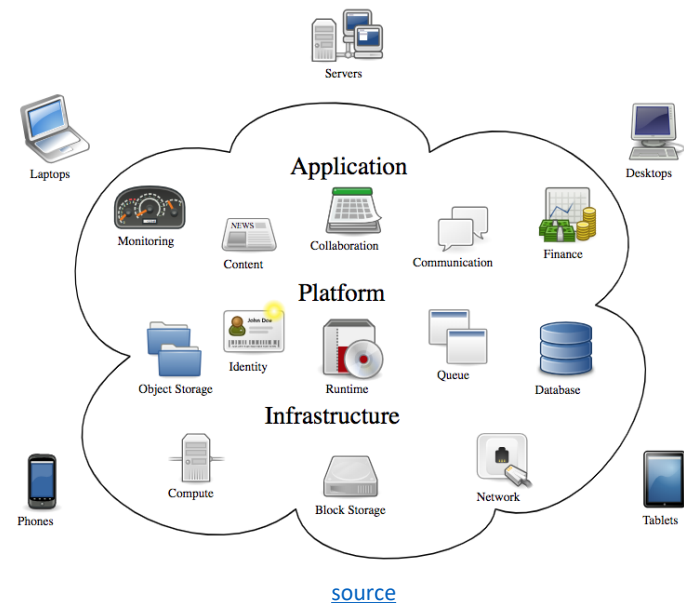 Servers
Laptops
Desktops
Application
Monitoring
NEWS
Content
Collaboration
Communication
Finance
Platform
Object Storage
John Doe
Identity
Runtime
Queue
Database
Infrastructure
Compute
Block Storage
Network
Phones
Tablets
source